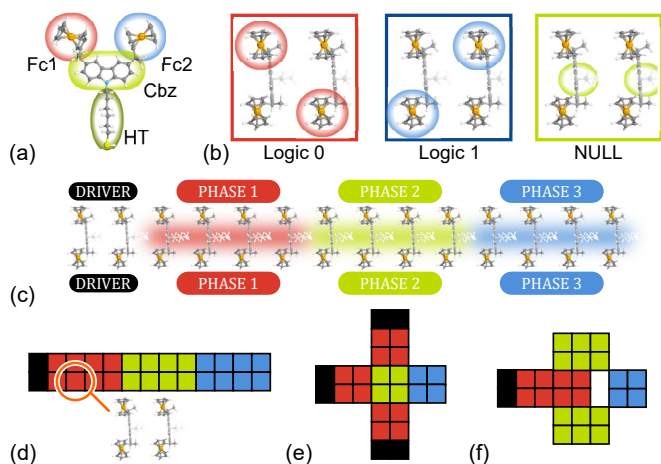 Fc1
Fc2
Cbz
HT
(a)
(b)
Logic 0
Logic 1
NULL
DRIVER
PHASE 1
PHASE 2
PHASE 3
DRIVER
PHASE 1
PHASE 2
PHASE 3
(c)
(d)
(e)
(f)